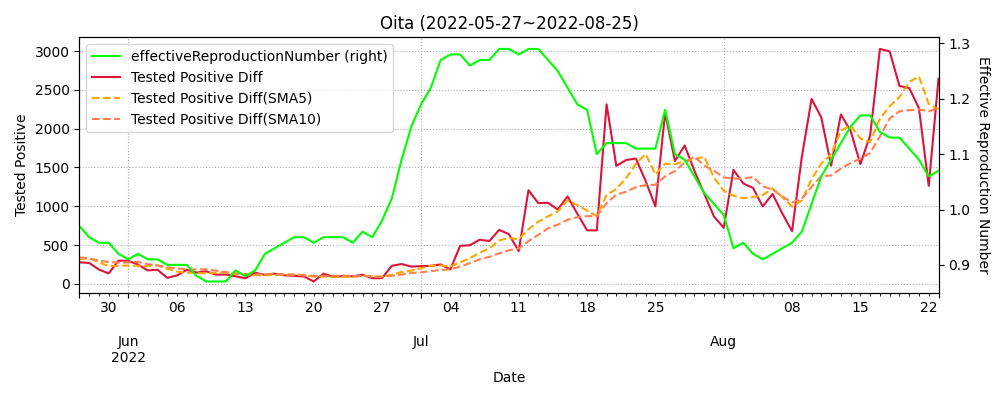 Oita (2022-05-27~2022-08-25)
effectiveReproductionNumber (right)
Tested Positive Diff
Tested Positive Diff(SMA5)
Tested Positive Diff(SMA10)
Tested Positive
3000
2500
2000
1500
1000
500
0
1.3
1.2
1.1
1.0
0.9
Effective Reproduction Number
30 06 13 20 27 04 11 18 25 08 15 22
Jun Jul Aug
2022
Date